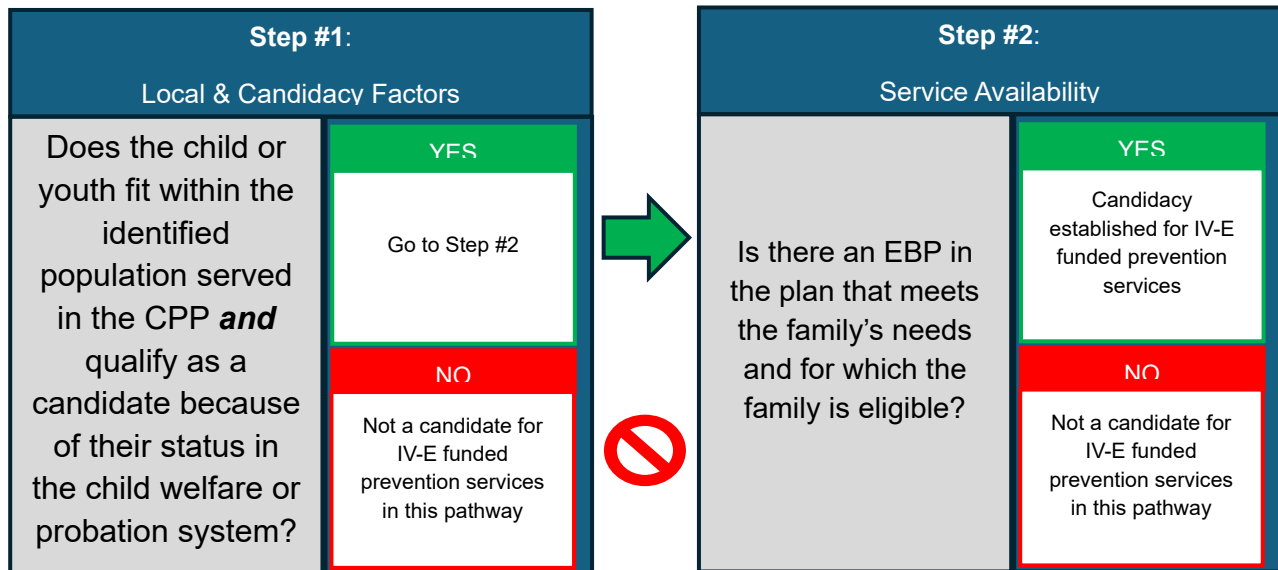 Step #1:
Local & Candidacy Factors
Does the child or
youth fit within the
identified
population served
in the CPP and
qualify as a
candidate because
of their status in
the child welfare or
probation system?
YES
Go to Step #2
NO
Not a candidate for
IV-E funded
prevention services
in this pathway
Step #2:
Service Availability
Is there an EBP in
the plan that meets
the family's needs
and for which the
family is eligible?
YES
Candidacy
established for IV-E
funded prevention
services
NO
Not a candidate for
IV-E funded
prevention services
in this pathway